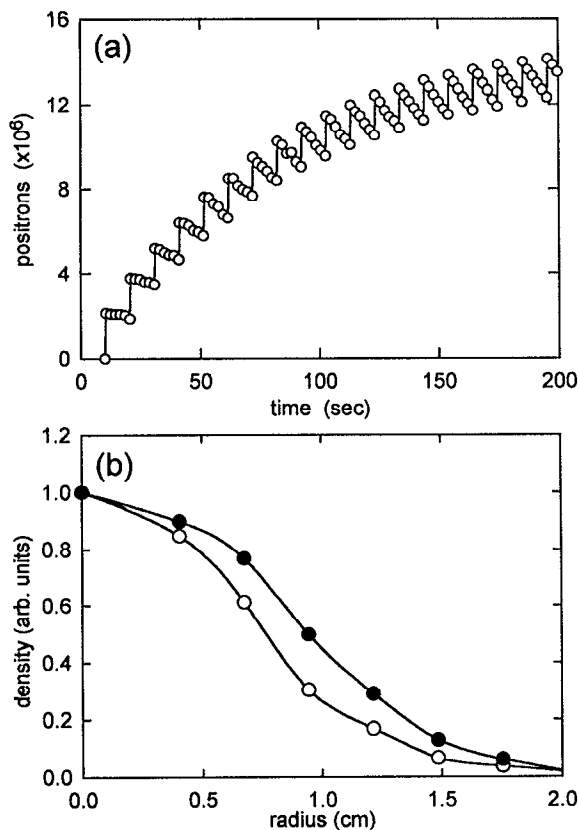 (a)
16
12
8
4
0
positrons (x10⁶)
0 50 100 150 200
time (sec)
(b)
1.2
1.0
0.8
0.6
0.4
0.2
0.0
density (arb. units)
0.0 0.5 1.0 1.5 2.0
radius (cm)